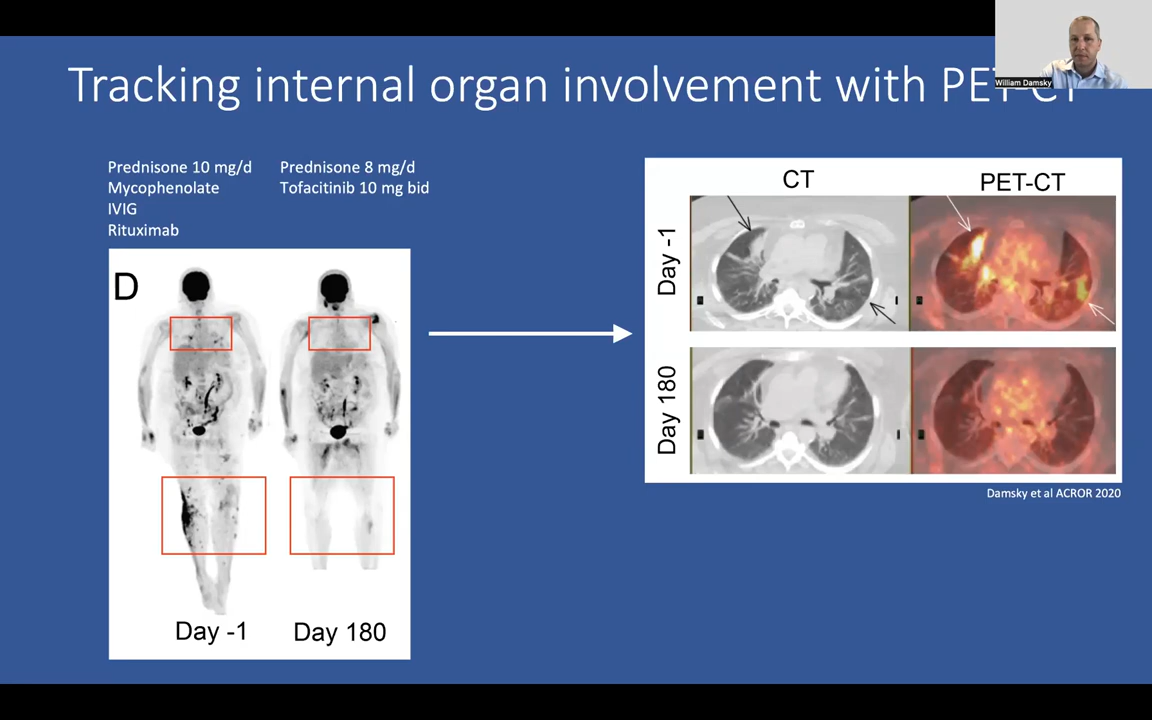 Tracking internal organ involvement with PET-CT
William Damsky
Prednisone 10 mg/d
Mycophenolate
IVIG
Rituximab
Prednisone 8 mg/d
Tofacitinib 10 mg bid
D
Day -1
Day 180
CT
PET-CT
Day -1
Day 180
Damsky et al ACROR 2020